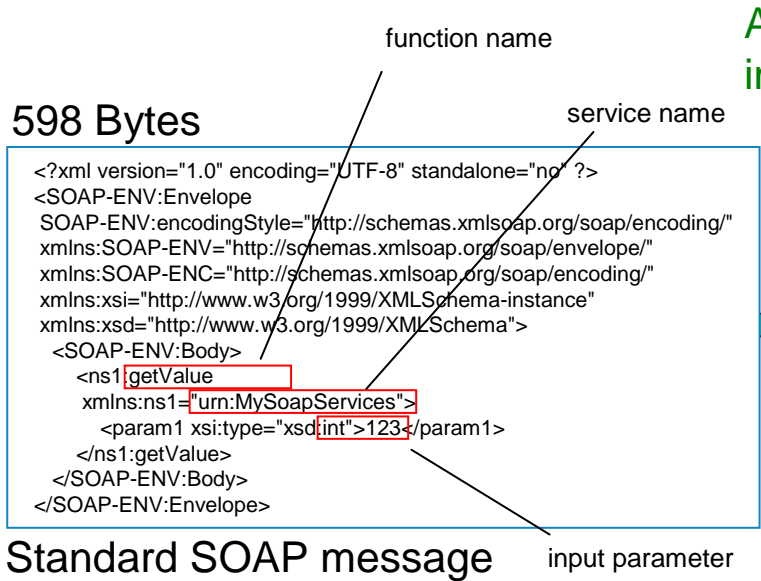 function name
598 Bytes
service name
<?xml version="1.0" encoding="UTF-8" standalone="no" ?>
<SOAP-ENV:Envelope
SOAP-ENV:encodingStyle="http://schemas.xmlsoap.org/soap/encoding/"
xmlns:SOAP-ENV="http://schemas.xmlsoap.org/soap/envelope/"
xmlns:SOAP-ENC="http://schemas.xmlsoap.org/soap/encoding/"
xmlns:xsi="http://www.w3.org/1999/XMLSchema-instance"
xmlns:xsd="http://www.w3.org/1999/XMLSchema">
<SOAP-ENV:Body>
<ns1:getValue
xmlns:ns1="urn:MySoapServices">
<param1 xsi:type="xsd:int">123</param1>
</ns1:getValue>
</SOAP-ENV:Body>
</SOAP-ENV:Envelope>
Standard SOAP message
input parameter